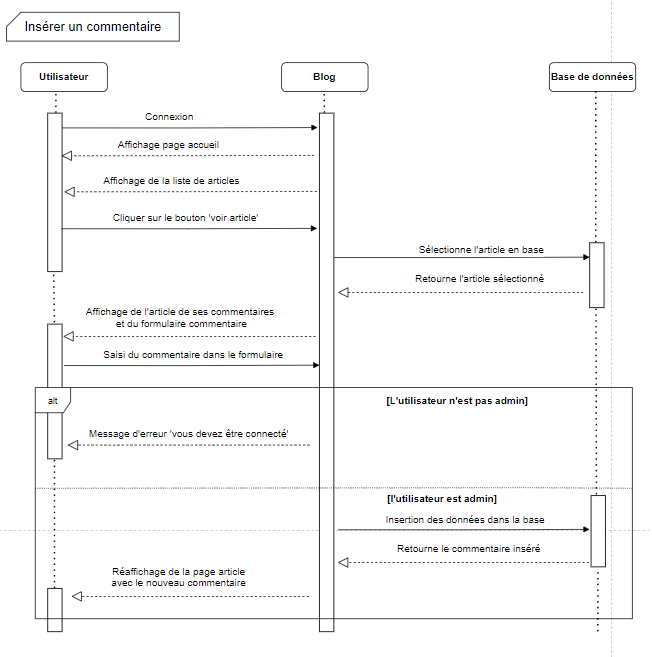 Insérer un commentaire
Utilisateur
Blog
Base de données
Connexion
Affichage page accueil
Affichage de la liste de articles
Cliquer sur le bouton 'voir article'
Sélectionne l'article en base
Retourne l'article sélectionné
Affichage de l'article de ses commentaires
et du formulaire commentaire
Saisi du commentaire dans le formulaire
alt
[L'utilisateur n'est pas admin]
Message d'erreur 'vous devez être connecté'
[l'utilisateur est admin]
Insertion des données dans la base
Retourne le commentaire inséré
Réaffichage de la page article
avec le nouveau commentaire